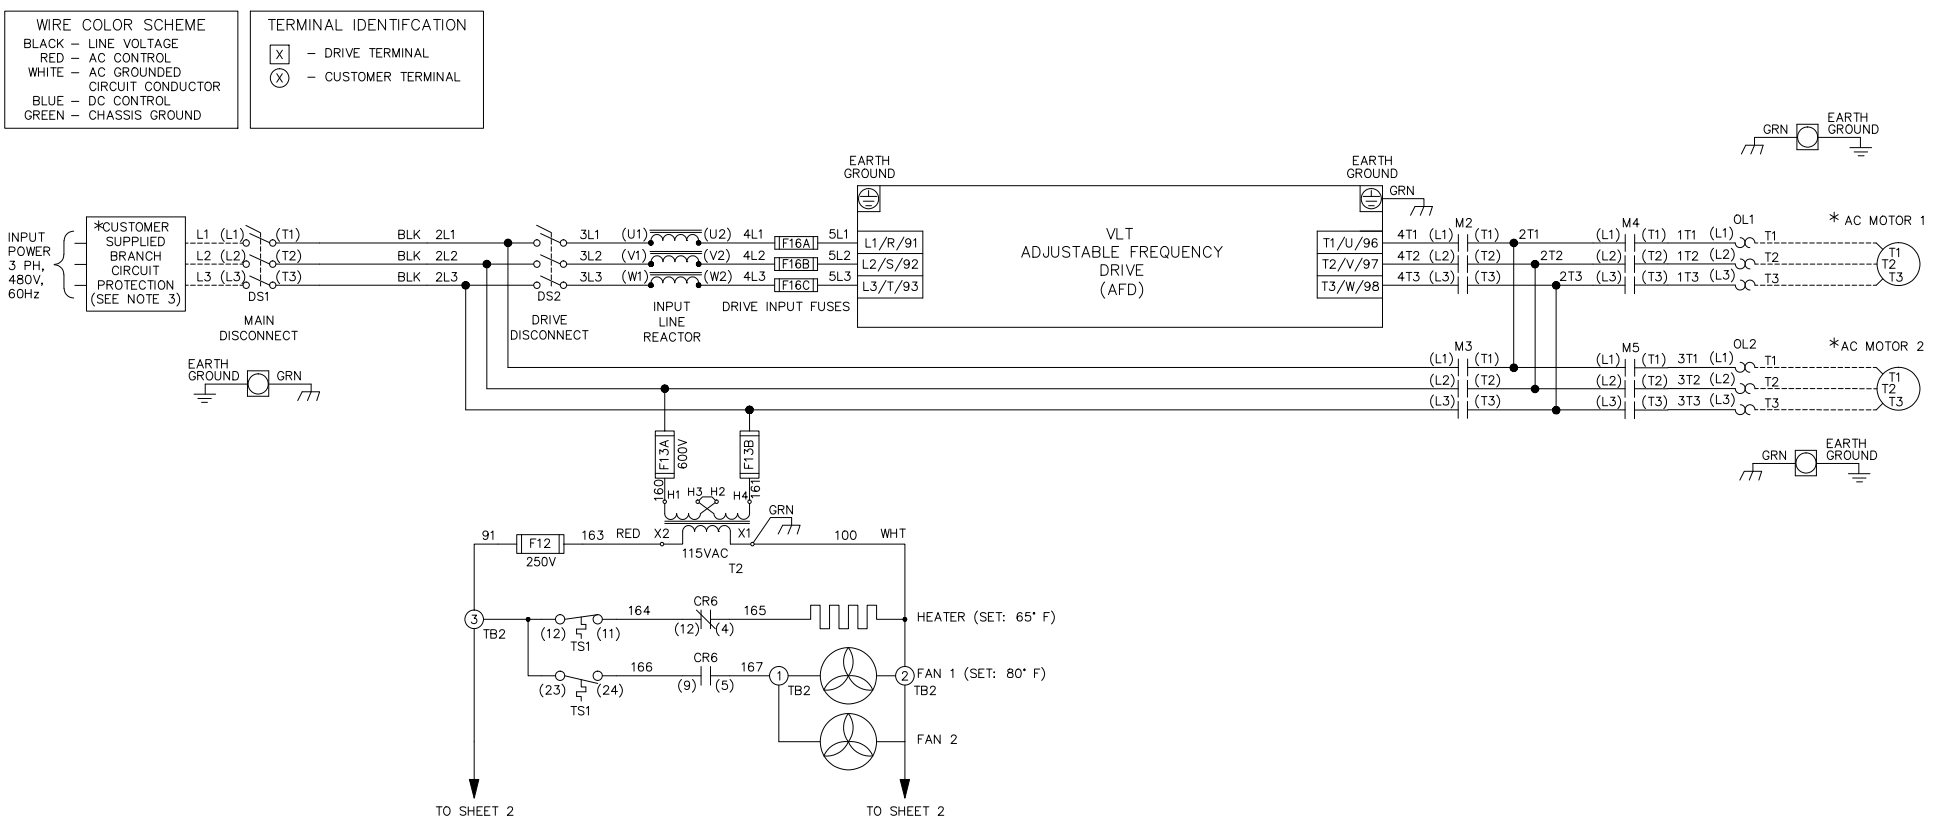 WIRE COLOR SCHEME
BLACK – LINE VOLTAGE
RED – AC CONTROL
WHITE – AC GROUNDED
CIRCUIT CONDUCTOR
BLUE – DC CONTROL
GREEN – CHASSIS GROUND
TERMINAL IDENTIFCATION
X – DRIVE TERMINAL
X – CUSTOMER TERMINAL
INPUT
POWER
3 PH,
480V,
60Hz
*CUSTOMER
SUPPLIED
BRANCH
CIRCUIT
PROTECTION
(SEE NOTE 3)
L1 (L1) (T1) BLK 2L1 3L1 (U1) (U2) 4L1 F16A 5L1 L1/R/91
L2 (L2) (T2) BLK 2L2 3L2 (V1) (V2) 4L2 F16B 5L2 L2/S/92
L3 (L3) (T3) BLK 2L3 3L3 (W1) (W2) 4L3 F16C 5L3 L3/T/93
DS1
MAIN
DISCONNECT
DS2
DRIVE
DISCONNECT
INPUT
LINE
REACTOR
DRIVE INPUT FUSES
EARTH
GROUND
VLT
ADJUSTABLE FREQUENCY
DRIVE
(AFD)
EARTH
GROUND
GRN
GRN
EARTH
GROUND
M2 M4 OL1 * AC MOTOR 1
T1/U/96 4T1 (L1) (T1) 2T1 (L1) (T1) 1T1 (L1) T1
T2/V/97 4T2 (L2) (T2) 2T2 (L2) (T2) 1T2 (L2) T2
T3/W/98 4T3 (L3) (T3) 2T3 (L3) (T3) 1T3 (L3) T3
T1
T2
T3
M3 M5 OL2 *AC MOTOR 2
(L1) (T1) (L1) (T1) 3T1 (L1) T1
(L2) (T2) (L2) (T2) 3T2 (L2) T2
(L3) (T3) (L3) (T3) 3T3 (L3) T3
T1
T2
T3
EARTH
GROUND
GRN
GRN
EARTH
GROUND
F13A
600V
F13B
160
161
H1 H3 H2 H4
GRN
91 F12 163 RED X2 X1 100 WHT
250V
115VAC
T2
3
TB2
(12) (11)
TS1
164
CR6
(12) (4)
165
HEATER (SET: 65° F)
(23) (24)
TS1
166
CR6
(9) (5)
167
1
TB2
2
TB2
FAN 1 (SET: 80° F)
FAN 2
TO SHEET 2
TO SHEET 2